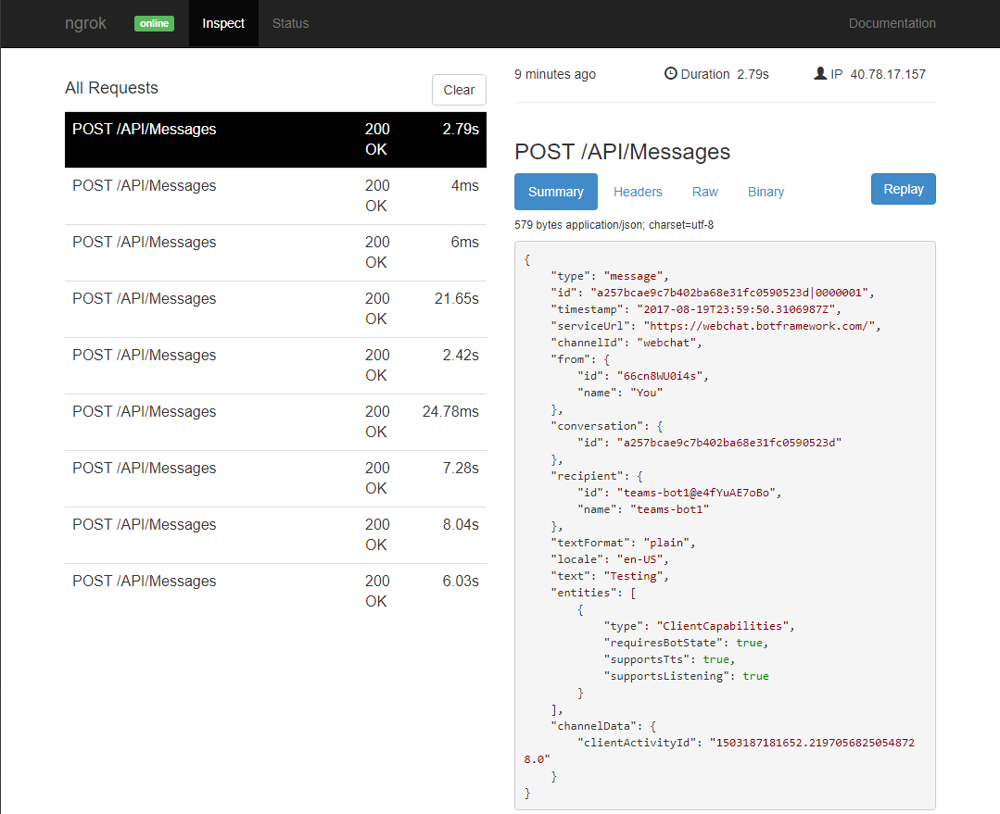 ngrok online Inspect Status Documentation
All Requests
Clear
POST /API/Messages 200 OK 2.79s
POST /API/Messages 200 OK 4ms
POST /API/Messages 200 OK 6ms
POST /API/Messages 200 OK 21.65s
POST /API/Messages 200 OK 2.42s
POST /API/Messages 200 OK 24.78ms
POST /API/Messages 200 OK 7.28s
POST /API/Messages 200 OK 8.04s
POST /API/Messages 200 OK 6.03s
9 minutes ago Duration 2.79s IP 40.78.17.157
POST /API/Messages
Summary Headers Raw Binary Replay
579 bytes application/json; charset=utf-8
{
    "type": "message",
    "id": "a257bcae9c7b402ba68e31fc0590523d|0000001",
    "timestamp": "2017-08-19T23:59:50.3106987Z",
    "serviceUrl": "https://webchat.botframework.com/",
    "channelId": "webchat",
    "from": {
        "id": "66cn8WU0i4s",
        "name": "You"
    },
    "conversation": {
        "id": "a257bcae9c7b402ba68e31fc0590523d"
    },
    "recipient": {
        "id": "teams-bot1@e4fYuAE7oBo",
        "name": "teams-bot1"
    },
    "textFormat": "plain",
    "locale": "en-US",
    "text": "Testing",
    "entities": [
        {
            "type": "ClientCapabilities",
            "requiresBotState": true,
            "supportsTts": true,
            "supportsListening": true
        }
    ],
    "channelData": {
        "clientActivityId": "1503187181652.2197056825054872
8.0"
    }
}